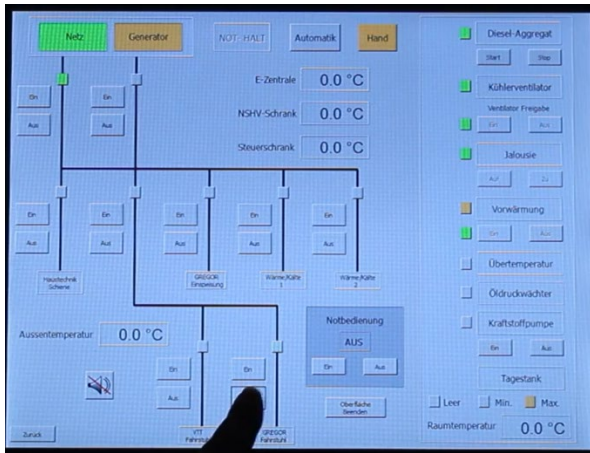 Netz
Generator
NOT- HALT
Automatik
Hand
Diesel-Aggregat
Start
Stop
Ein
Ein
E-Zentrale
0.0 °C
Kühlerventilator
Aus
Aus
NSHV-Schrank
0.0 °C
Ventilator Freigabe
Ein
Aus
Steuerschrank
0.0 °C
Jalousie
Auf
Zu
Ein
Ein
Ein
Ein
Ein
Vorwärmung
Aus
Aus
Aus
Aus
Aus
Ein
Aus
Haustechnik
Schiene
GREGOR
Einspeisung
Wärme/Kälte
1
Wärme/Kälte
2
Übertemperatur
Öldruckwächter
Aussentemperatur
0.0 °C
Notbedienung
AUS
Ein
Aus
Kraftstoffpumpe
Ein
Aus
Ein
Ein
Aus
Oberfläche
Beenden
Tagestank
Leer
Min.
Max.
Raumtemperatur
0.0 °C
Zurück
VTT
Fahrstuhl
GREGOR
Fahrstuhl